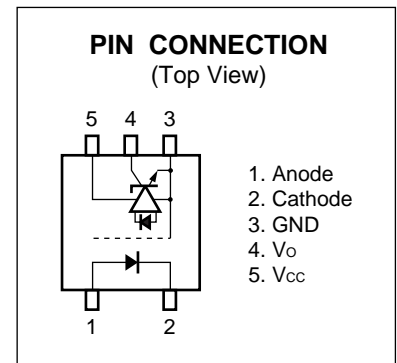 PIN CONNECTION
(Top View)
5 4 3
1. Anode
2. Cathode
3. GND
4. Vo
5. Vcc
1 2